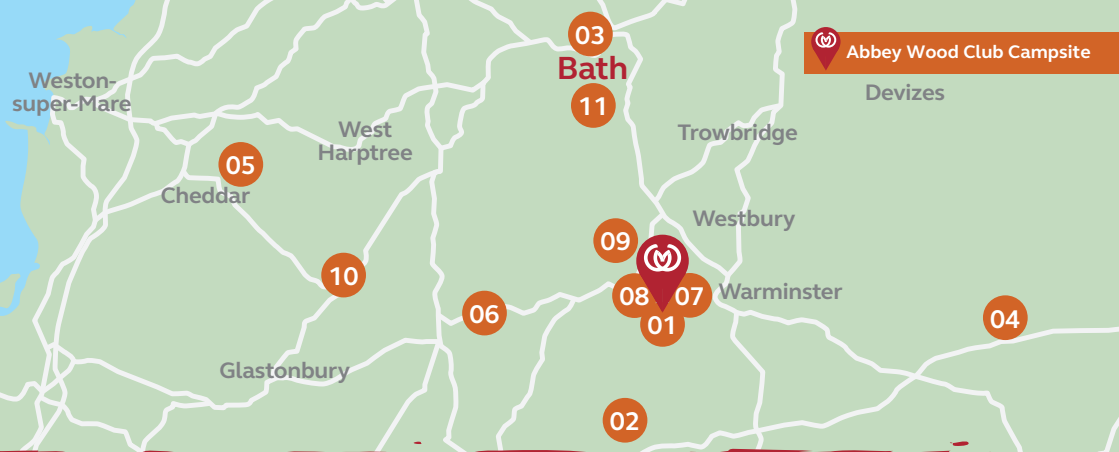 03
Abbey Wood Club Campsite
Bath
Weston-
super-Mare
Devizes
11
West
Harptree
Trowbridge
05
Cheddar
Westbury
09
10
08
07
Warminster
06
01
04
Glastonbury
02